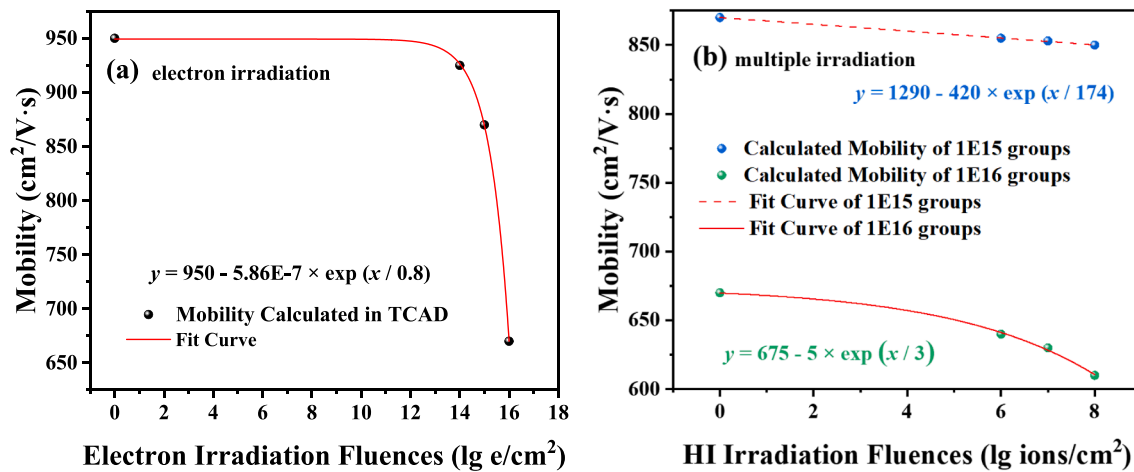 (a) electron irradiation
y = 950 - 5.86E-7 × exp (x / 0.8)
Mobility Calculated in TCAD
Fit Curve
Mobility (cm²/V·s)
950
900
850
800
750
700
650
0 2 4 6 8 10 12 14 16 18
Electron Irradiation Fluences (lg e/cm²)
(b) multiple irradiation
y = 1290 - 420 × exp (x / 174)
Calculated Mobility of 1E15 groups
Calculated Mobility of 1E16 groups
Fit Curve of 1E15 groups
Fit Curve of 1E16 groups
y = 675 - 5 × exp (x / 3)
Mobility (cm²/V·s)
850
800
750
700
650
600
0 2 4 6 8
HI Irradiation Fluences (lg ions/cm²)